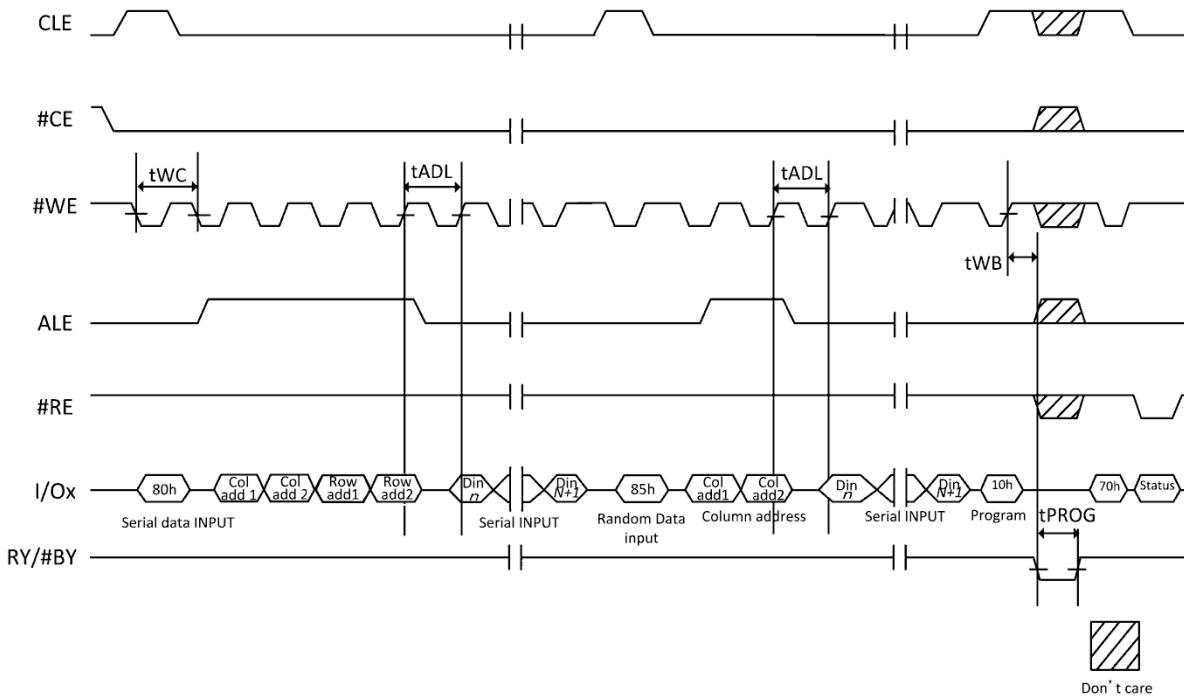 CLE
#CE
tWC
tADL
tADL
#WE
tWB
ALE
#RE
I/Ox
80h
Col
add 1
Col
add 2
Row
add1
Row
add2
Din
n
Din
N+1
85h
Col
add1
Col
add2
Din
n
Din
N+1
10h
70h
Status
Serial data INPUT
Serial INPUT
Random Data
input
Column address
Serial INPUT
Program
tPROG
RY/#BY
Don't care